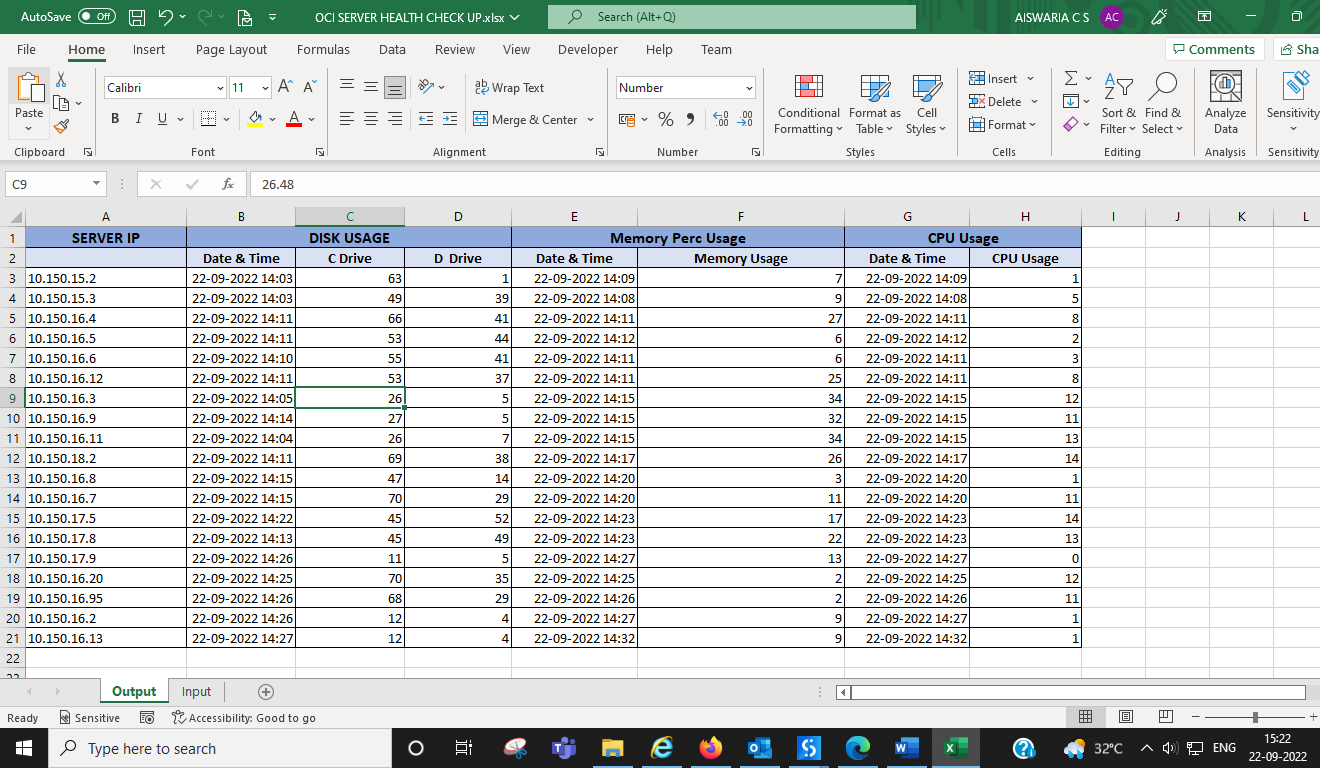 AutoSave Off OCI SERVER HEALTH CHECK UP.xlsx Search (Alt+Q) AISWARIA C S AC
File Home Insert Page Layout Formulas Data Review View Developer Help Team Comments Sha
Calibri 11 Wrap Text Number Insert
Paste Conditional Format as Cell Delete Sort & Find & Analyze Sensitivity
B I U Merge & Center % Formatting Table Styles Format Filter Select Data
Clipboard Font Alignment Number Styles Cells Editing Analysis Sensitivity
C9 fx 26.48
A B C D E F G H I J K L
1 SERVER IP DISK USAGE Memory Perc Usage CPU Usage
2 Date & Time C Drive D Drive Date & Time Memory Usage Date & Time CPU Usage
3 10.150.15.2 22-09-2022 14:03 63 1 22-09-2022 14:09 7 22-09-2022 14:09 1
4 10.150.15.3 22-09-2022 14:03 49 39 22-09-2022 14:08 9 22-09-2022 14:08 5
5 10.150.16.4 22-09-2022 14:11 66 41 22-09-2022 14:11 27 22-09-2022 14:11 8
6 10.150.16.5 22-09-2022 14:11 53 44 22-09-2022 14:12 6 22-09-2022 14:12 2
7 10.150.16.6 22-09-2022 14:10 55 41 22-09-2022 14:11 6 22-09-2022 14:11 3
8 10.150.16.12 22-09-2022 14:11 53 37 22-09-2022 14:11 25 22-09-2022 14:11 8
9 10.150.16.3 22-09-2022 14:05 26 5 22-09-2022 14:15 34 22-09-2022 14:15 12
10 10.150.16.9 22-09-2022 14:14 27 5 22-09-2022 14:15 32 22-09-2022 14:15 11
11 10.150.16.11 22-09-2022 14:04 26 7 22-09-2022 14:15 34 22-09-2022 14:15 13
12 10.150.18.2 22-09-2022 14:11 69 38 22-09-2022 14:17 26 22-09-2022 14:17 14
13 10.150.16.8 22-09-2022 14:15 47 14 22-09-2022 14:20 3 22-09-2022 14:20 1
14 10.150.16.7 22-09-2022 14:15 70 29 22-09-2022 14:20 11 22-09-2022 14:20 11
15 10.150.17.5 22-09-2022 14:22 45 52 22-09-2022 14:23 17 22-09-2022 14:23 14
16 10.150.17.8 22-09-2022 14:13 45 49 22-09-2022 14:23 22 22-09-2022 14:23 13
17 10.150.17.9 22-09-2022 14:26 11 5 22-09-2022 14:27 13 22-09-2022 14:27 0
18 10.150.16.20 22-09-2022 14:25 70 35 22-09-2022 14:25 2 22-09-2022 14:25 12
19 10.150.16.95 22-09-2022 14:26 68 29 22-09-2022 14:26 2 22-09-2022 14:26 11
20 10.150.16.2 22-09-2022 14:26 12 4 22-09-2022 14:27 9 22-09-2022 14:27 1
21 10.150.16.13 22-09-2022 14:27 12 4 22-09-2022 14:32 9 22-09-2022 14:32 1
22
Output Input
Ready Sensitive Accessibility: Good to go
Type here to search 32°C ENG 15:22
22-09-2022